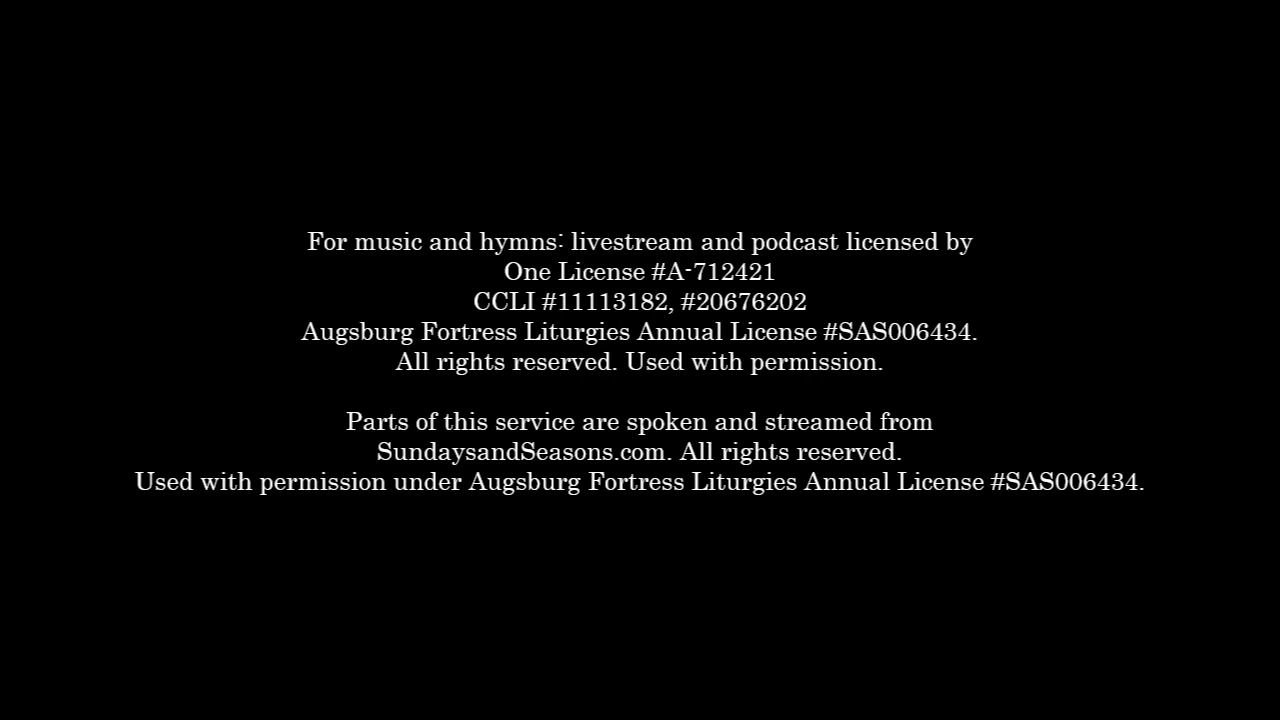 For music and hymns: livestream and podcast licensed by
One License #A-712421
CCLI #11113182, #20676202
Augsburg Fortress Liturgies Annual License #SAS006434.
All rights reserved. Used with permission.
Parts of this service are spoken and streamed from
SundaysandSeasons.com. All rights reserved.
Used with permission under Augsburg Fortress Liturgies Annual License #SAS006434.